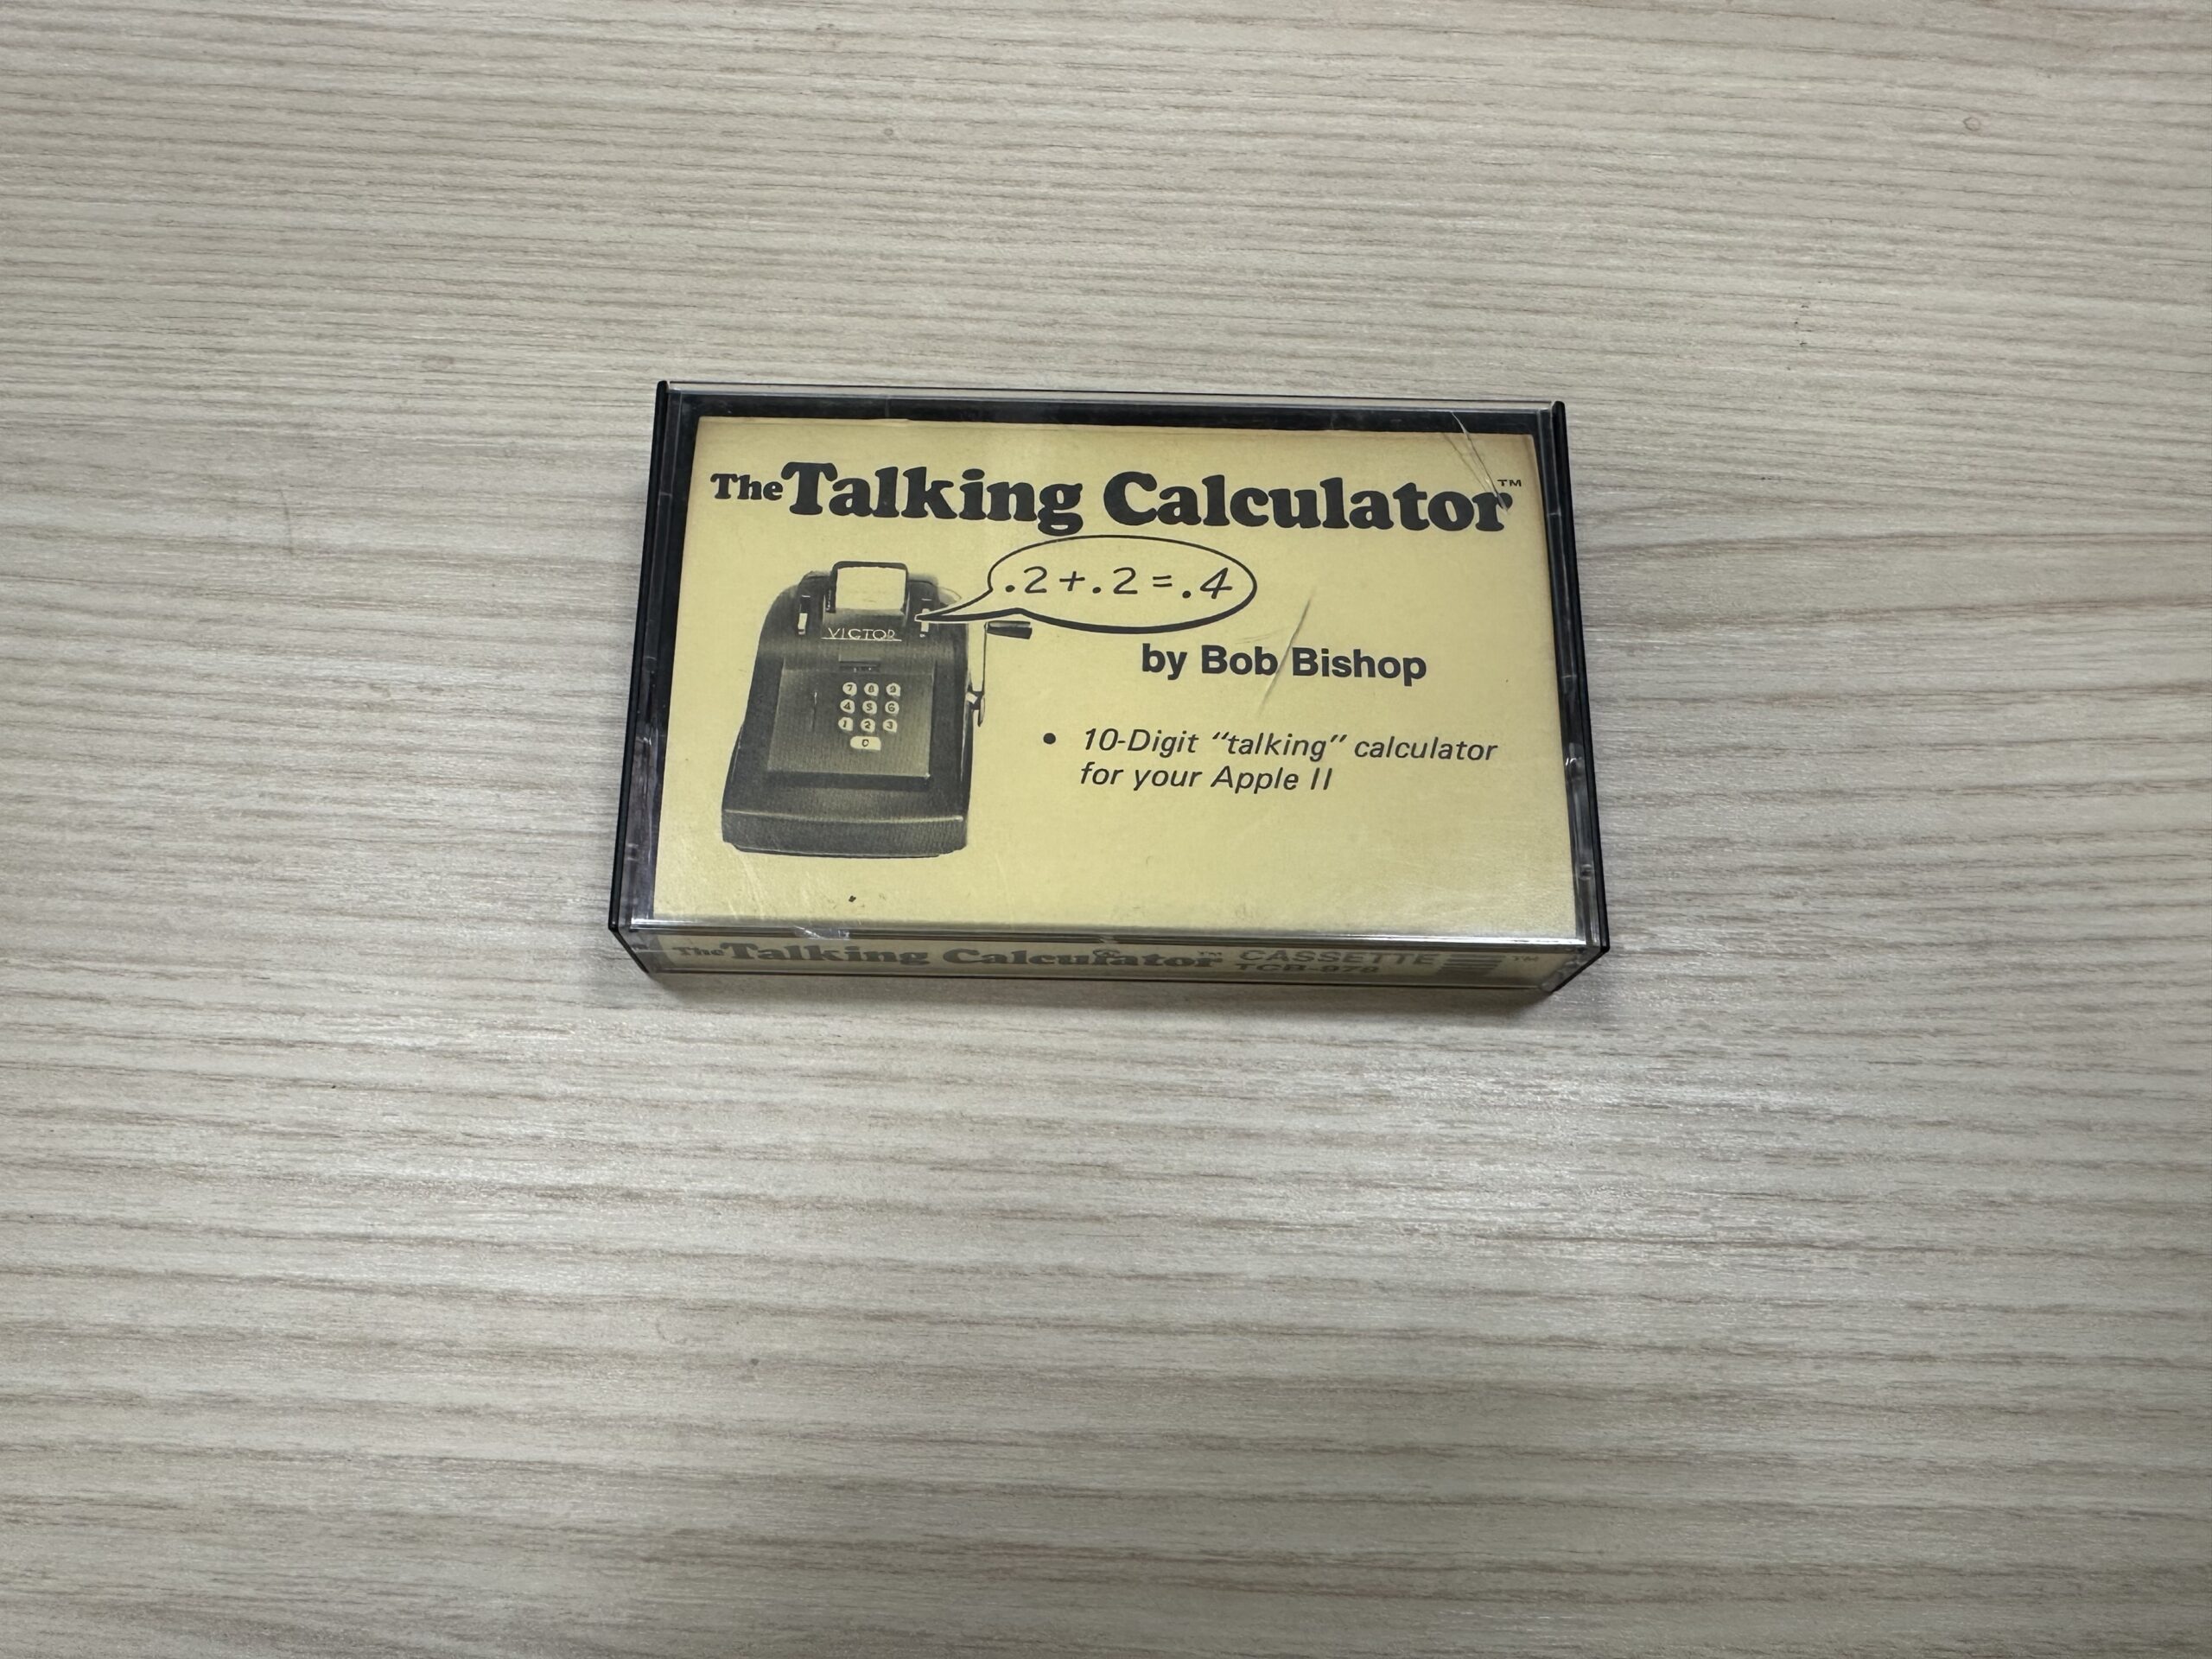 The Talking Calculator™
.2+.2=.4
VICTOR
by Bob Bishop
7 8 9
4 5 6
1 2 3
• 10-Digit “talking” calculator
for your Apple II
The Talking Calculator™ CASSETTE ™